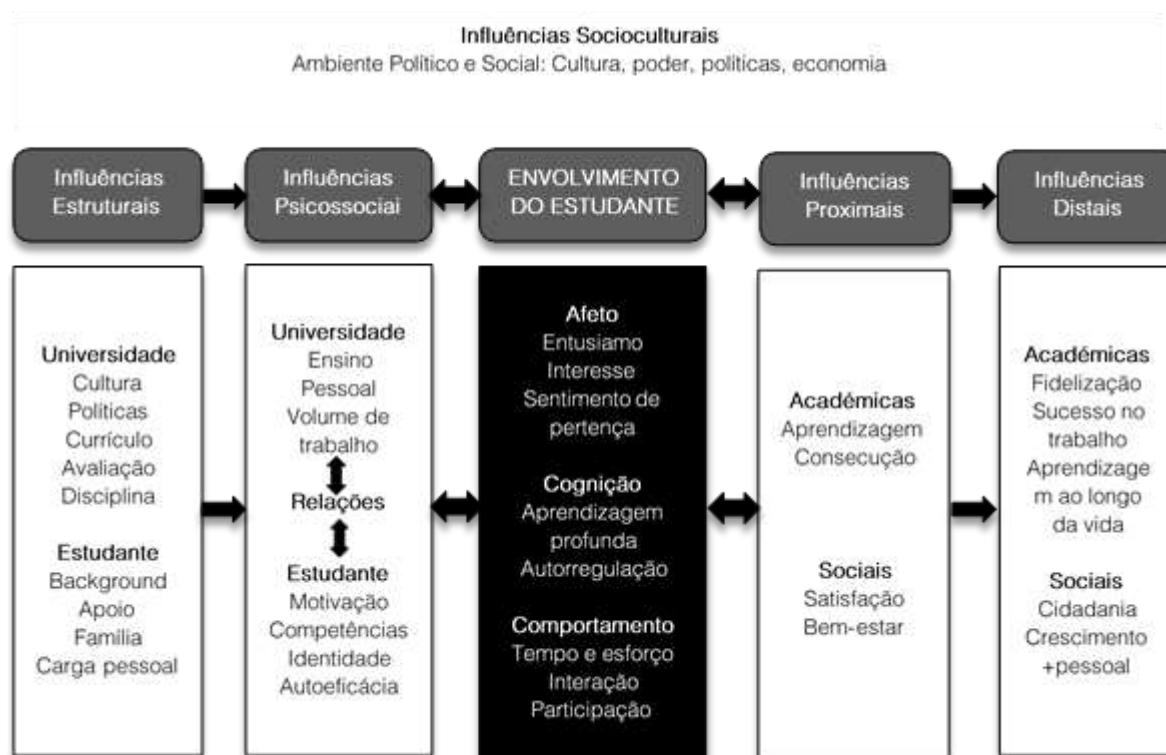 Influências Socioculturais
Ambiente Político e Social: Cultura, poder, políticas, economia
Influências
Estruturais
Influências
Psicossociai
ENVOLVIMENTO
DO ESTUDANTE
Influências
Proximais
Influências
Distais
Universidade
Cultura
Políticas
Currículo
Avaliação
Disciplina
Estudante
Background
Apoio
Família
Carga pessoal
Universidade
Ensino
Pessoal
Volume de
trabalho
Relações
Estudante
Motivação
Competências
Identidade
Autoeficácia
Afeto
Entusiamo
Interesse
Sentimento de
pertença
Cognição
Aprendizagem
profunda
Autorregulação
Comportamento
Tempo e esforço
Interação
Participação
Académicas
Aprendizagem
Consecução
Sociais
Satisfação
Bem-estar
Académicas
Fidelização
Sucesso no
trabalho
Aprendizage
m ao longo
da vida
Sociais
Cidadania
Crescimento
+pessoal